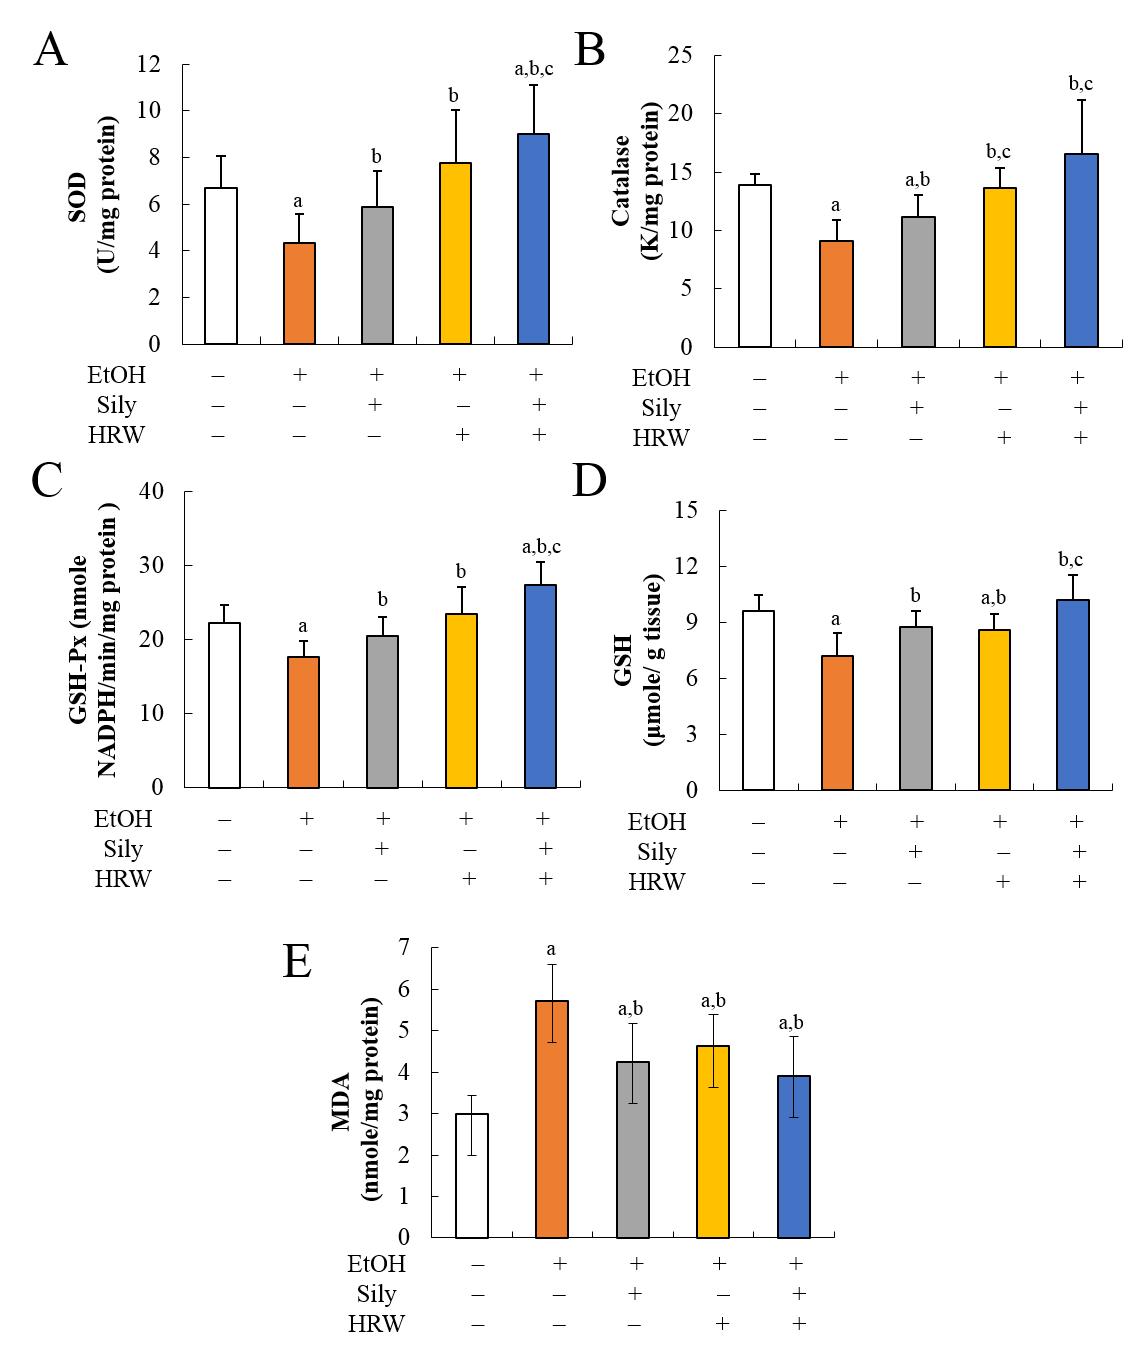 A
SOD
(U/mg protein)
12
10
8
6
4
2
0
a
b
b
a,b,c
EtOH – + + + +
Sily – – + – +
HRW – – – + +
B
Catalase
(K/mg protein)
25
20
15
10
5
0
a
a,b
b,c
b,c
EtOH – + + + +
Sily – – + – +
HRW – – – + +
C
GSH-Px (nmole
NADPH/min/mg protein )
40
30
20
10
0
a
b
b
a,b,c
EtOH – + + + +
Sily – – + – +
HRW – – – + +
D
GSH
(µmole/ g tissue)
15
12
9
6
3
0
a
b
a,b
b,c
EtOH – + + + +
Sily – – + – +
HRW – – – + +
E
MDA
(nmole/mg protein)
7
6
5
4
3
2
1
0
a
a,b
a,b
a,b
EtOH – + + + +
Sily – – + – +
HRW – – – + +